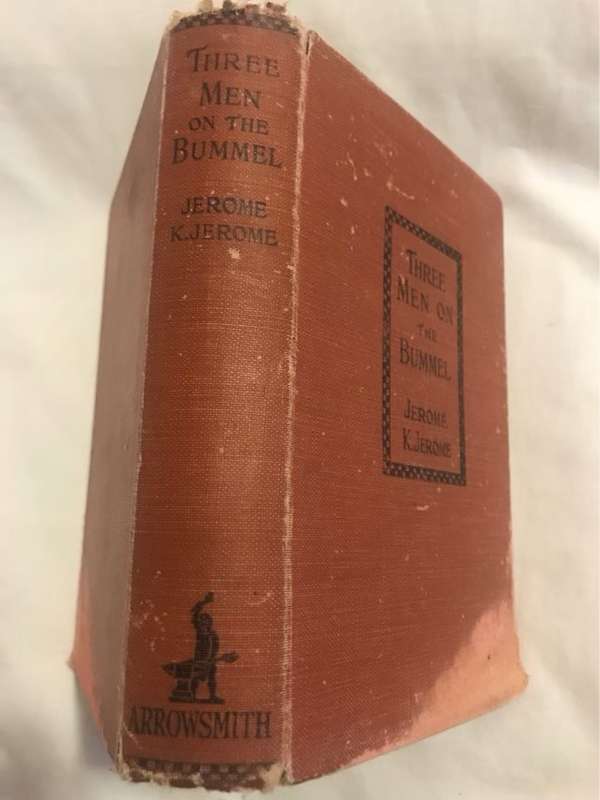 THREE
MEN
ON THE
BUMMEL
JEROME
K.JEROME
ARROWSMITH
THREE
MEN ON
THE
BUMMEL
JEROME
K.JEROME